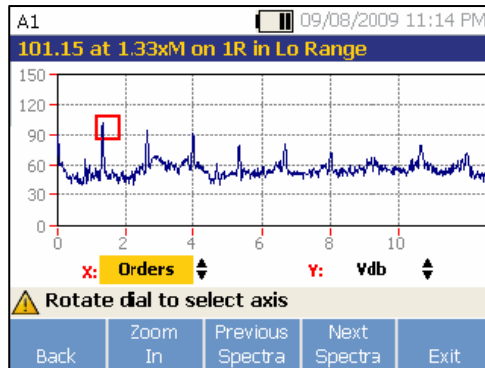 A1 09/08/2009 11:14 PM
101.15 at 1.33xM on 1R in Lo Range
150
120
90
60
30
0
0 2 4 6 8 10
X: Orders Y: Vdb
Rotate dial to select axis
Back Zoom In Previous Spectra Next Spectra Exit